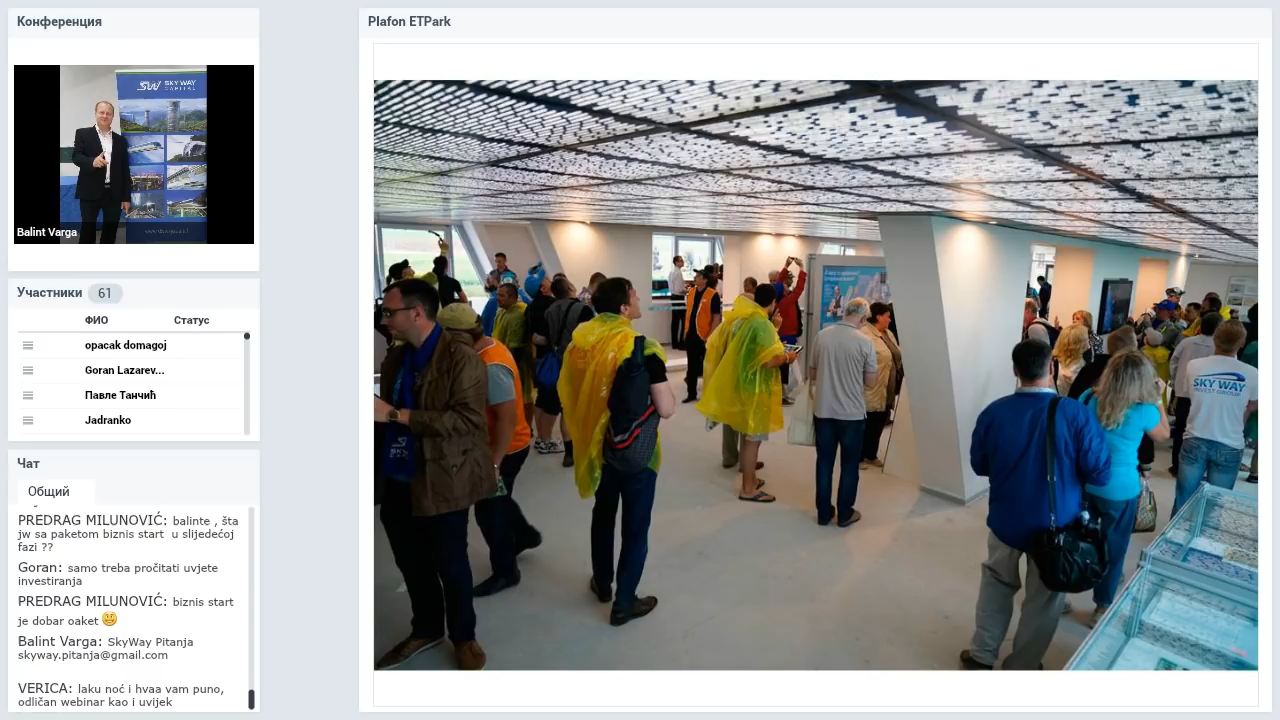 Конференция
SKY WAY
CAPITAL
Balint Varga
Участники 61
ФИО Статус
opacak domagoj
Goran Lazarev...
Павле Танчић
Jadranko
Чат
Общий
PREDRAG MILUNOVIĆ: balinte , šta
jw sa paketom biznis start u slijedećoj
fazi ??
Goran: samo treba pročitati uvjete
investiranja
PREDRAG MILUNOVIĆ: biznis start
je dobar oaket
Balint Varga: SkyWay Pitanja
skyway.pitanja@gmail.com
VERICA: laku noć i hvaa vam puno,
odličan webinar kao i uvijek
Plafon ETPark
SKY WAY
INVEST GROUP